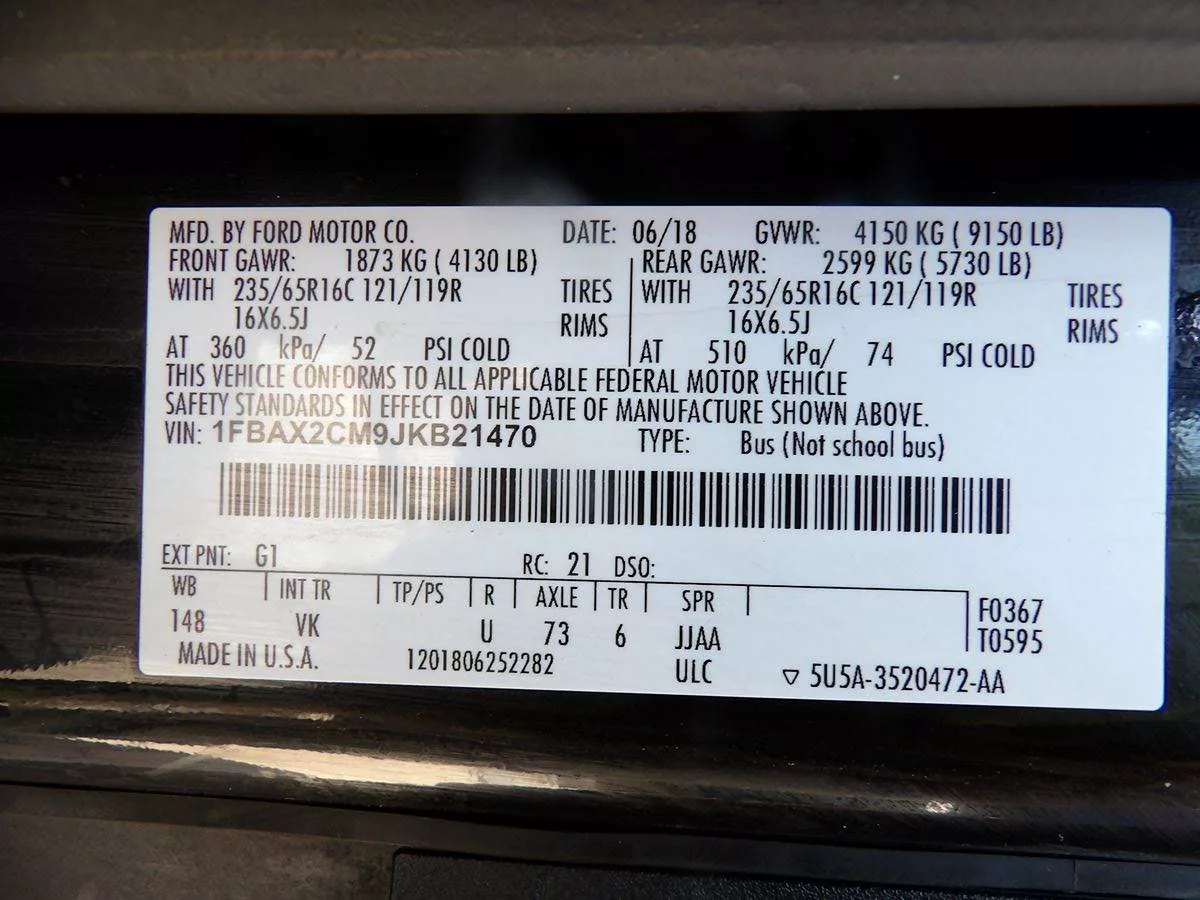 MFD. BY FORD MOTOR CO. DATE: 06/18 GVWR: 4150 KG ( 9150 LB)
FRONT GAWR: 1873 KG ( 4130 LB) REAR GAWR: 2599 KG ( 5730 LB)
WITH 235/65R16C 121/119R TIRES WITH 235/65R16C 121/119R TIRES
16X6.5J RIMS 16X6.5J RIMS
AT 360 kPa/ 52 PSI COLD AT 510 kPa/ 74 PSI COLD
THIS VEHICLE CONFORMS TO ALL APPLICABLE FEDERAL MOTOR VEHICLE
SAFETY STANDARDS IN EFFECT ON THE DATE OF MANUFACTURE SHOWN ABOVE.
VIN: 1FBAX2CM9JKB21470 TYPE: Bus (Not school bus)
EXT PNT: G1 RC: 21 DSO:
WB INT TR TP/PS R AXLE TR SPR F0367
148 VK U 73 6 JJAA T0595
MADE IN U.S.A. 1201806252282 ULC ▽ 5U5A-3520472-AA